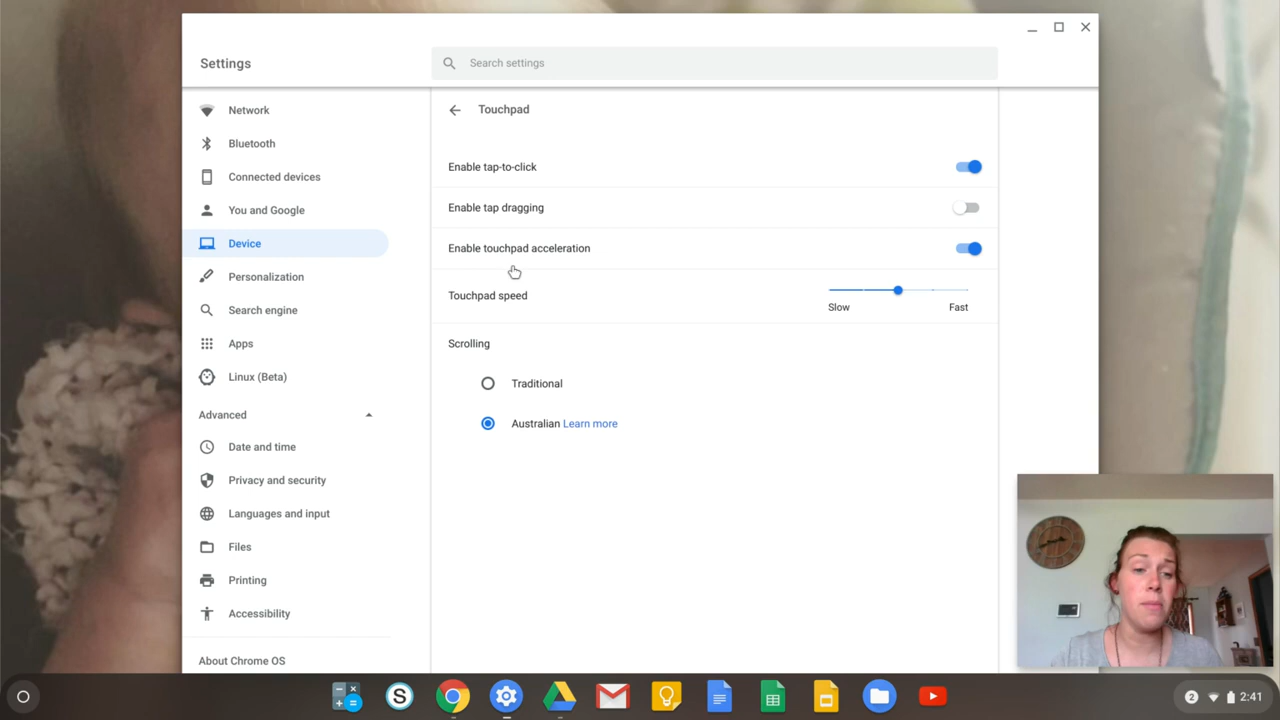 Settings
Search settings
Network
Bluetooth
Connected devices
You and Google
Device
Personalization
Search engine
Apps
Linux (Beta)
Advanced
Date and time
Privacy and security
Languages and input
Files
Printing
Accessibility
About Chrome OS
Touchpad
Enable tap-to-click
Enable tap dragging
Enable touchpad acceleration
Touchpad speed
Slow Fast
Scrolling
Traditional
Australian Learn more
S
2 2:41